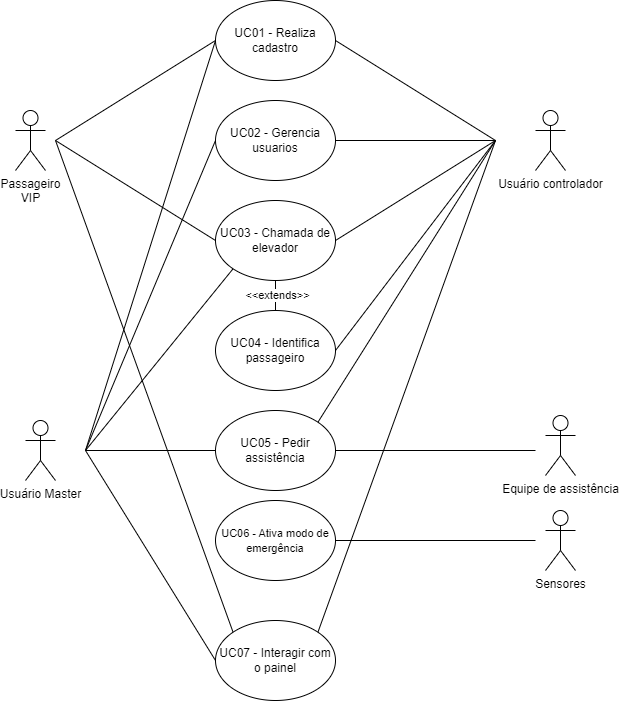 UC01 - Realiza
cadastro
UC02 - Gerencia
usuarios
Passageiro
VIP
Usuário controlador
UC03 - Chamada de
elevador
<<extends>>
UC04 - Identifica
passageiro
UC05 - Pedir
assistência
Usuário Master
Equipe de assistência
UC06 - Ativa modo de
emergência
Sensores
UC07 - Interagir com
o painel